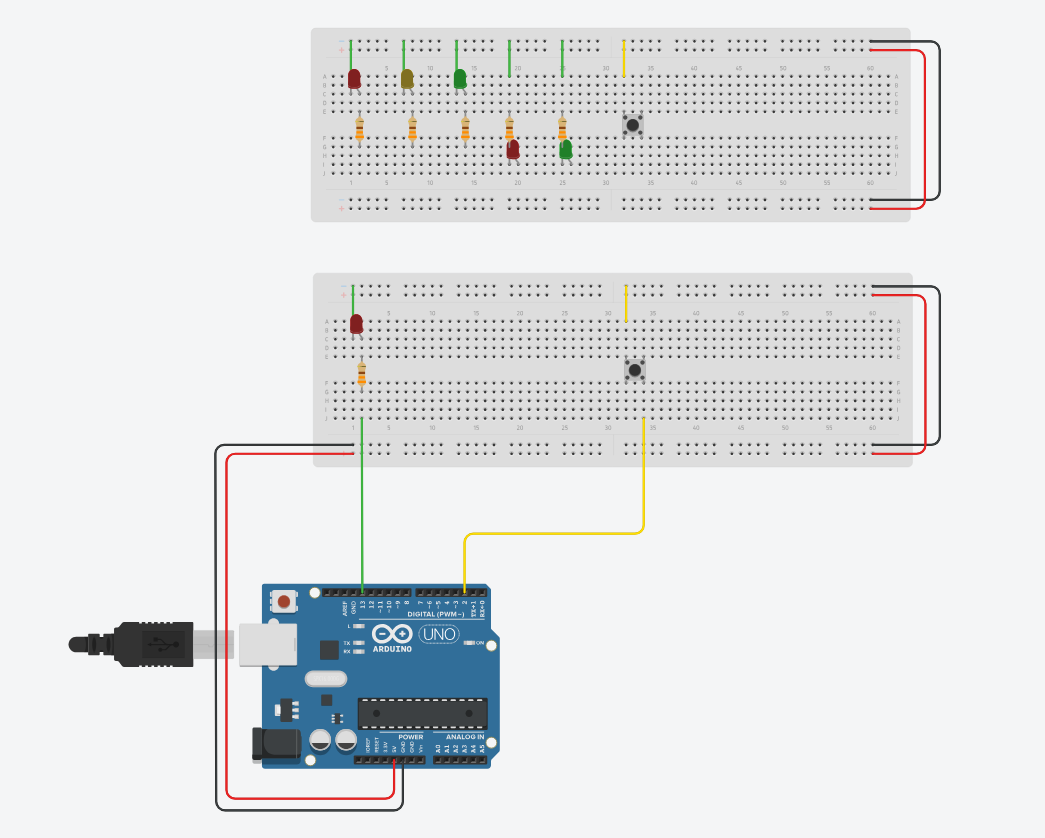 1 5 10 15 20 25 30 35 40 45 50 55 60
A A
B B
C C
D D
E E
F F
G G
H H
I I
J J
1 5 10 15 20 25 30 35 40 45 50 55 60
1 5 10 15 20 25 30 35 40 45 50 55 60
A A
B B
C C
D D
E E
F F
G G
H H
I I
J J
1 5 10 15 20 25 30 35 40 45 50 55 60
AREF GND 13 12 ~11 ~10 ~9 8 7 ~6 ~5 4 ~3 2 TX→1 RX←0
DIGITAL (PWM~)
L
TX
RX
UNO
ON
ARDUINO
POWER ANALOG IN
IOREF RESET 3.3V 5V GND GND Vin A0 A1 A2 A3 A4 A5